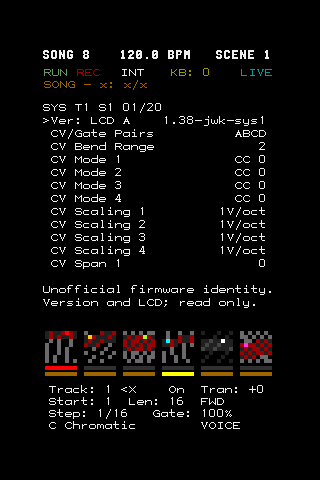 SONG 8 120.0 BPM SCENE 1
RUN REC INT KB: 0 LIVE
SONG - x: x/x
SYS T1 S1 01/20
>Ver: LCD A 1.38-jwk-sys1
CV/Gate Pairs ABCD
CV Bend Range 2
CV Mode 1 CC 0
CV Mode 2 CC 0
CV Mode 3 CC 0
CV Mode 4 CC 0
CV Scaling 1 1V/oct
CV Scaling 2 1V/oct
CV Scaling 3 1V/oct
CV Scaling 4 1V/oct
CV Span 1 0
Unofficial firmware identity.
Version and LCD; read only.
Track: 1 <X On Tran: +0
Start: 1 Len: 16 FWD
Step: 1/16 Gate: 100%
C Chromatic VOICE